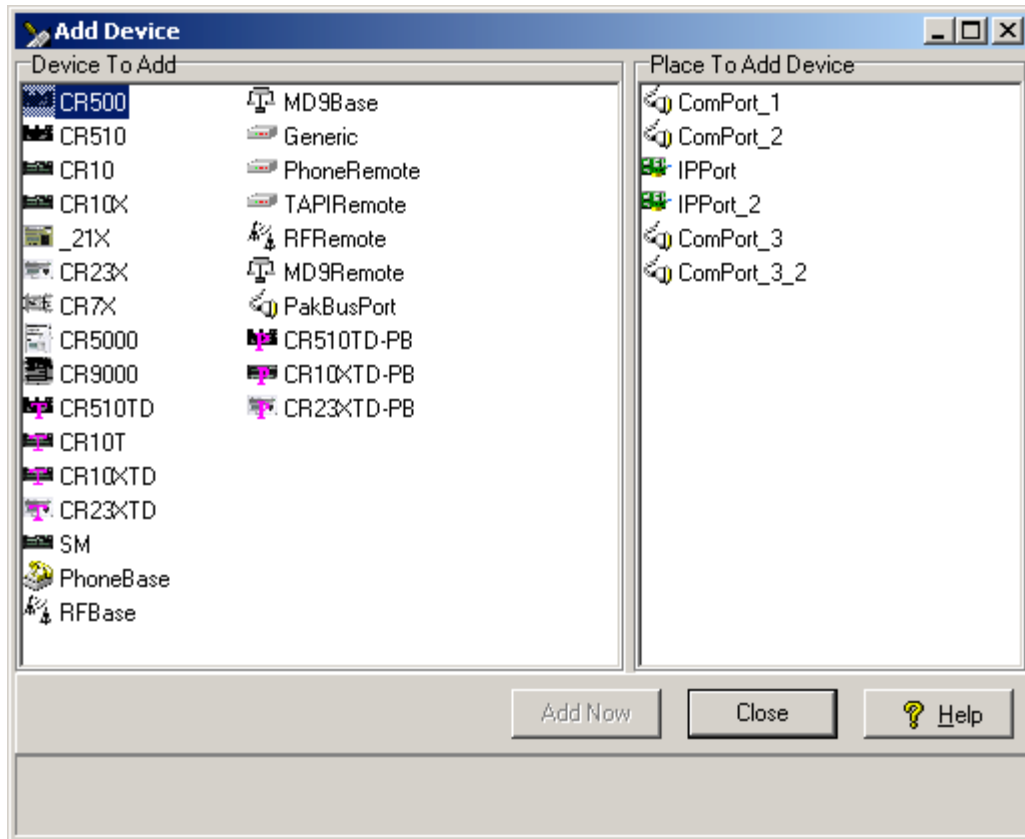 Add Device
Device To Add
CR500
CR510
CR10
CR10X
_21X
CR23X
CR7X
CR5000
CR9000
CR510TD
CR10T
CR10XTD
CR23XTD
SM
PhoneBase
RFBase
MD9Base
Generic
PhoneRemote
TAPIRemote
RFRemote
MD9Remote
PakBusPort
CR510TD-PB
CR10XTD-PB
CR23XTD-PB
Place To Add Device
ComPort_1
ComPort_2
IPPort
IPPort_2
ComPort_3
ComPort_3_2
Add Now
Close
Help